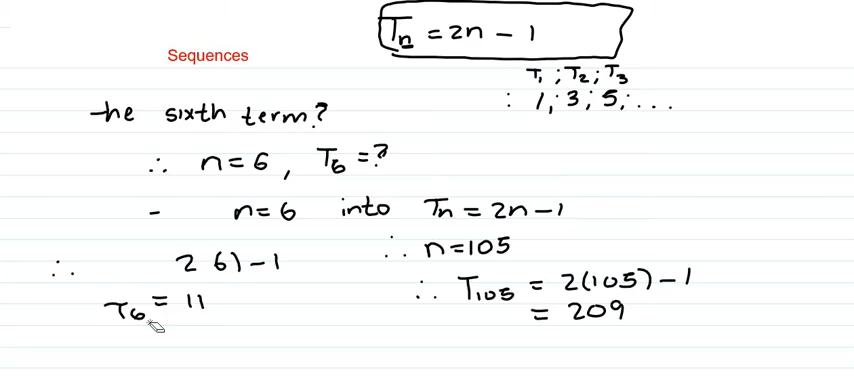 Tn = 2n - 1
Sequences
T1 ; T2 ; T3
: 1 ; 3 ; 5 ; ...
the sixth term?
∴ n = 6 , T6 = ?
- n = 6 into Tn = 2n - 1
∴ 2 6) - 1
T6 = 11
∴ n = 105
∴ T105 = 2(105) - 1
= 209